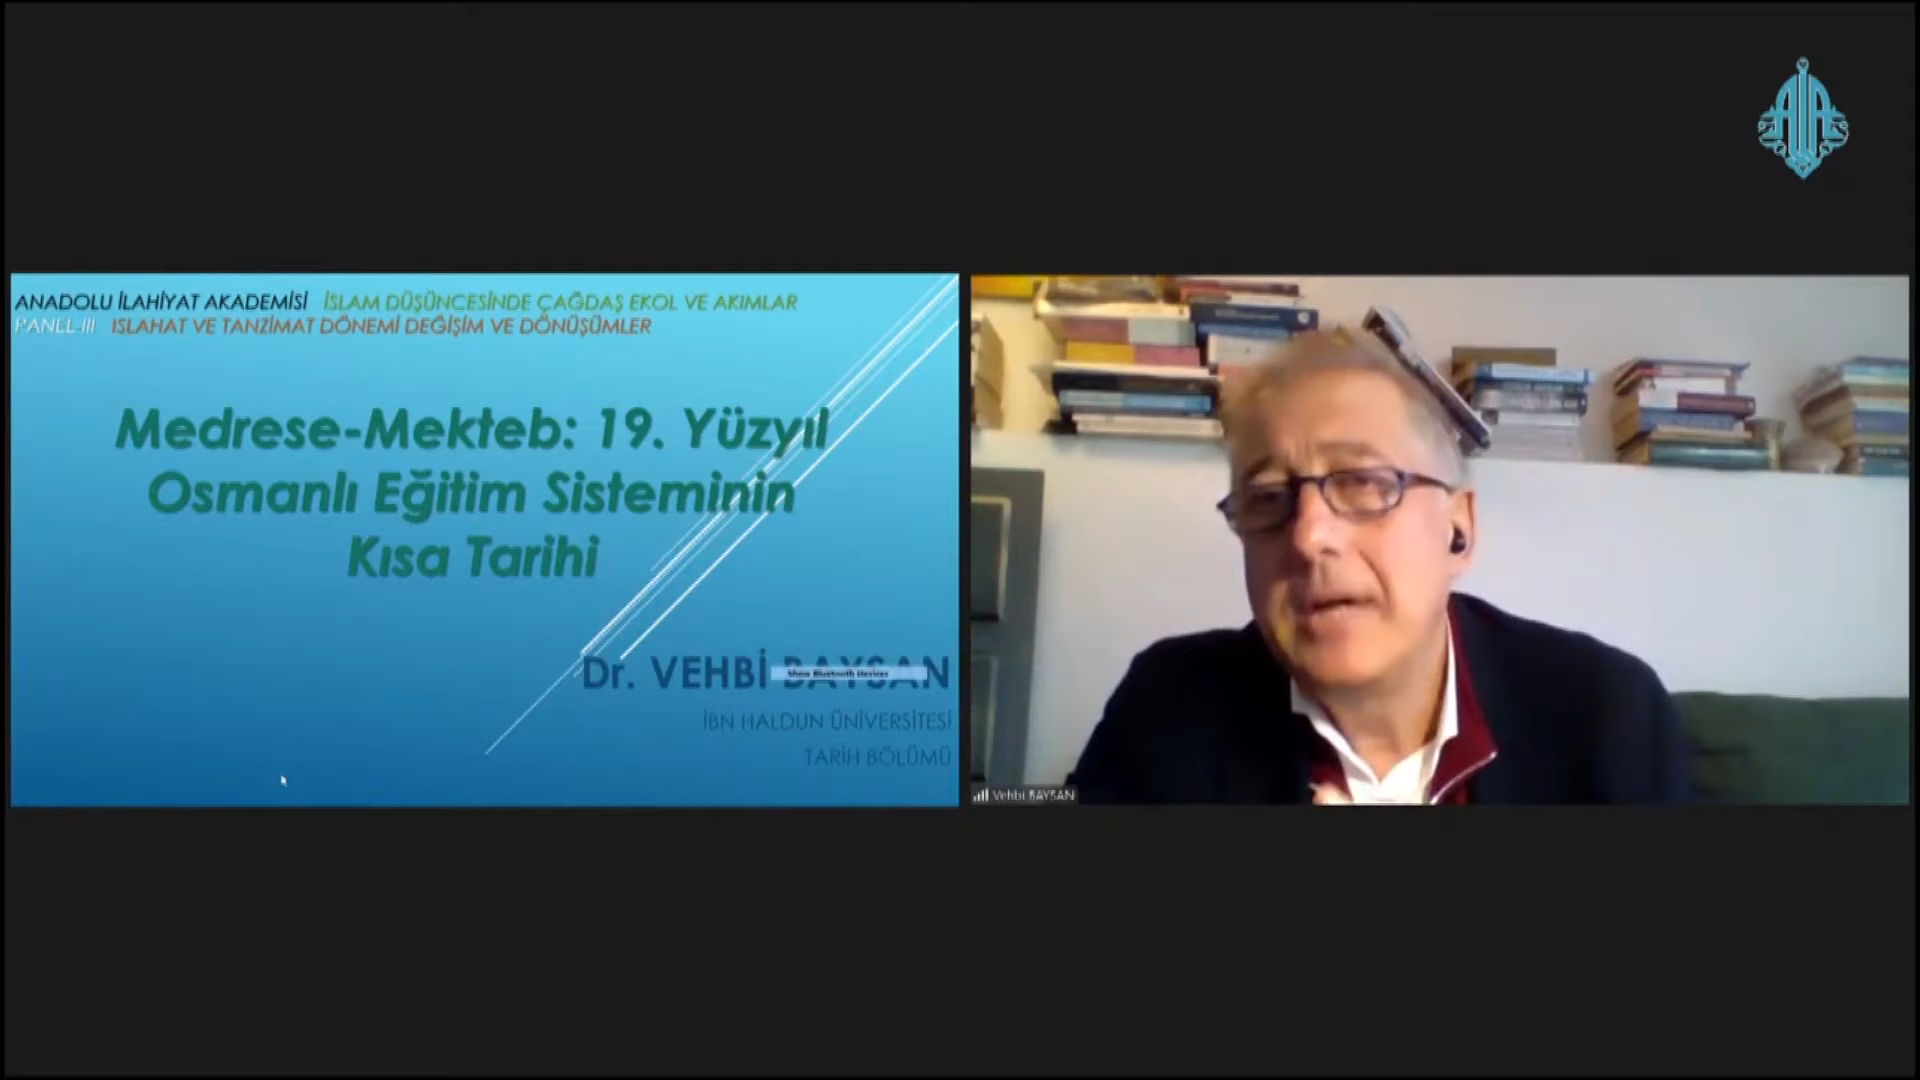 ANADOLU İLAHİYAT AKADEMİSİ İSLAM DÜŞÜNCESİNDE ÇAĞDAŞ EKOL VE AKIMLAR
PANEL III ISLAHAT VE TANZİMAT DÖNEMİ DEĞİŞİM VE DÖNÜŞÜMLER
Medrese-Mekteb: 19. Yüzyıl
Osmanlı Eğitim Sisteminin
Kısa Tarihi
Dr. VEHBİ BAYSAN
Show Bluetooth Devices
İBN HALDUN ÜNİVERSİTESİ
TARİH BÖLÜMÜ
Vehbi BAYSAN